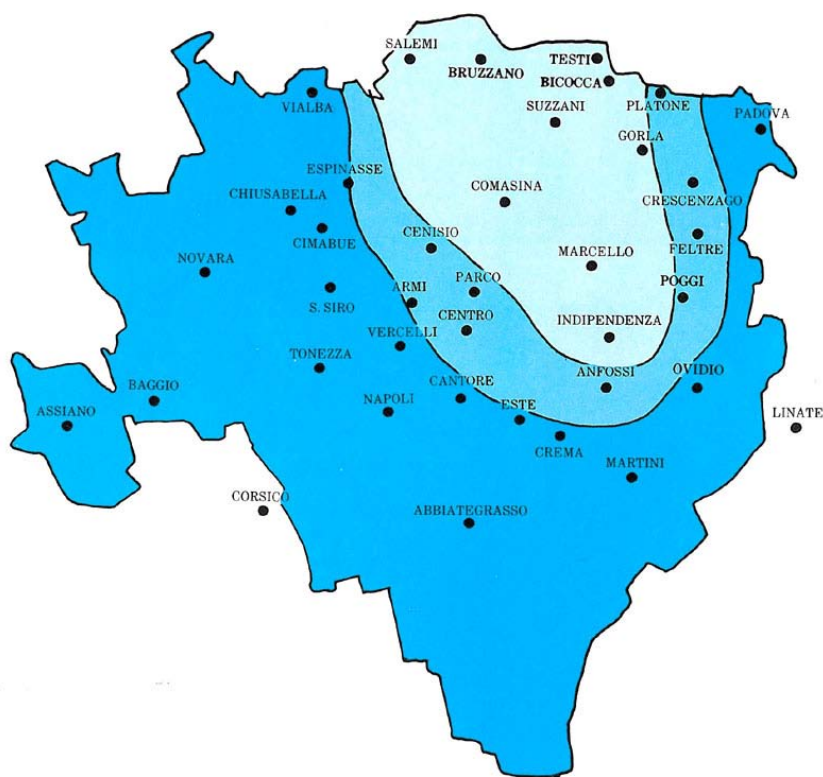 SALEMI
BRUZZANO
TESTI
BICOCCA
VIALBA
PLATONE
PADOVA
SUZZANI
GORLA
ESPINASSE
CHIUSABELLA
COMASINA
CRESCENZAGO
CIMABUE
CENISIO
FELTRE
NOVARA
MARCELLO
S. SIRO
ARMI
PARCO
POGGI
CENTRO
INDIPENDENZA
VERCELLI
TONEZZA
BAGGIO
CANTORE
ANFOSSI
OVIDIO
ASSIANO
NAPOLI
ESTE
LINATE
CREMA
MARTINI
CORSICO
ABBIATEGRASSO